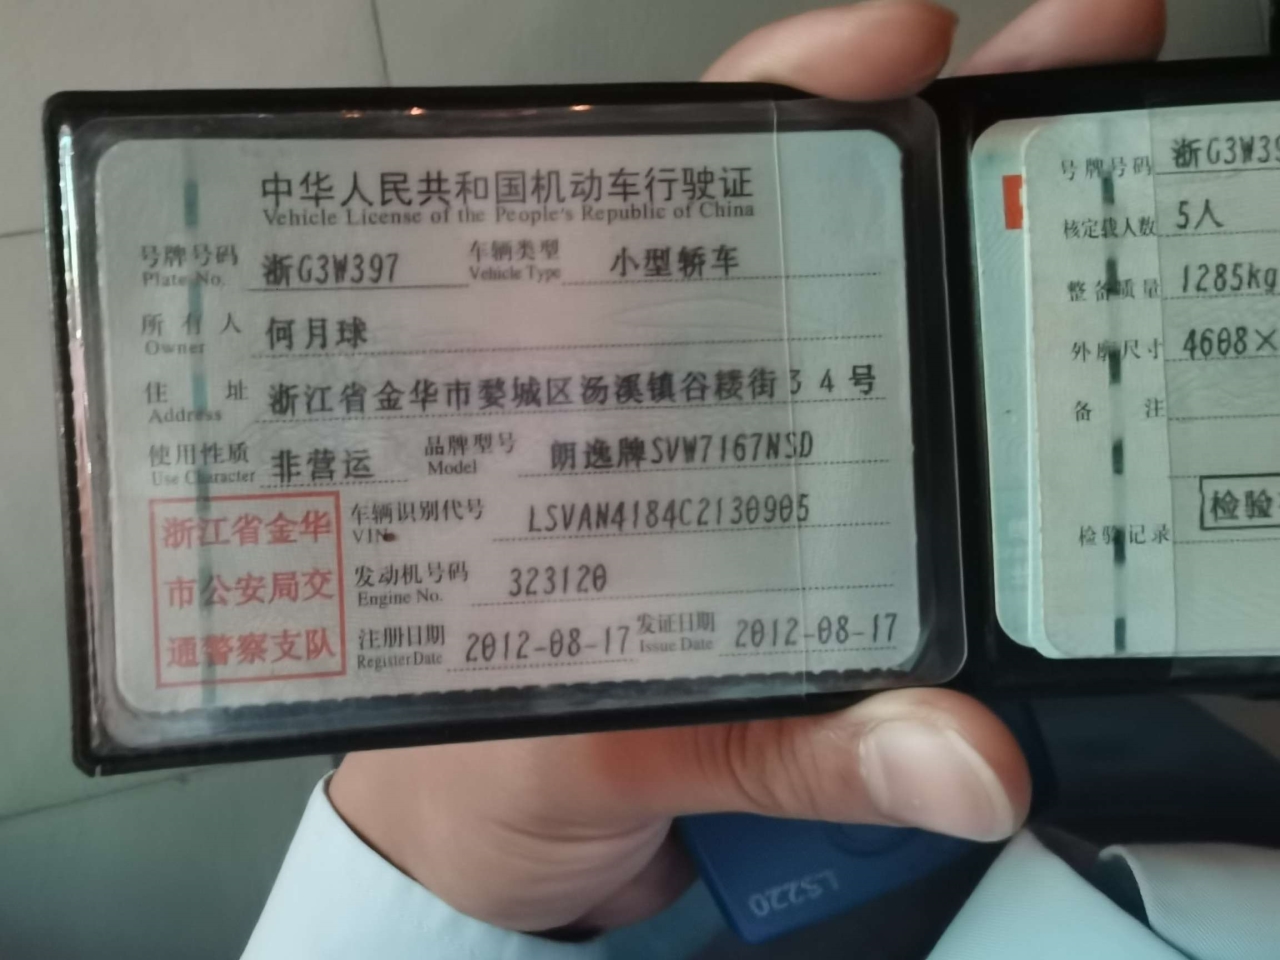 中华人民共和国机动车行驶证
Vehicle License of the People's Republic of China
号牌号码 浙G3W397 车辆类型 小型轿车
Plate No. Vehicle Type
所有人 何月球
Owner
住址 浙江省金华市婺城区汤溪镇谷糕街34号
Address
使用性质 非营运 品牌型号 朗逸牌SVW7167NSD
Use Character Model
浙江省金华
市公安局交
通警察支队
车辆识别代号 LSVAN4184C2130905
VIN
发动机号码 323120
Engine No.
注册日期 2012-08-17 发证日期 2012-08-17
Register Date Issue Date
号牌号码 浙G3W39
核定载人数 5人
整备质量 1285kg
外廓尺寸 4608×
备注
检验
检验记录
LS220